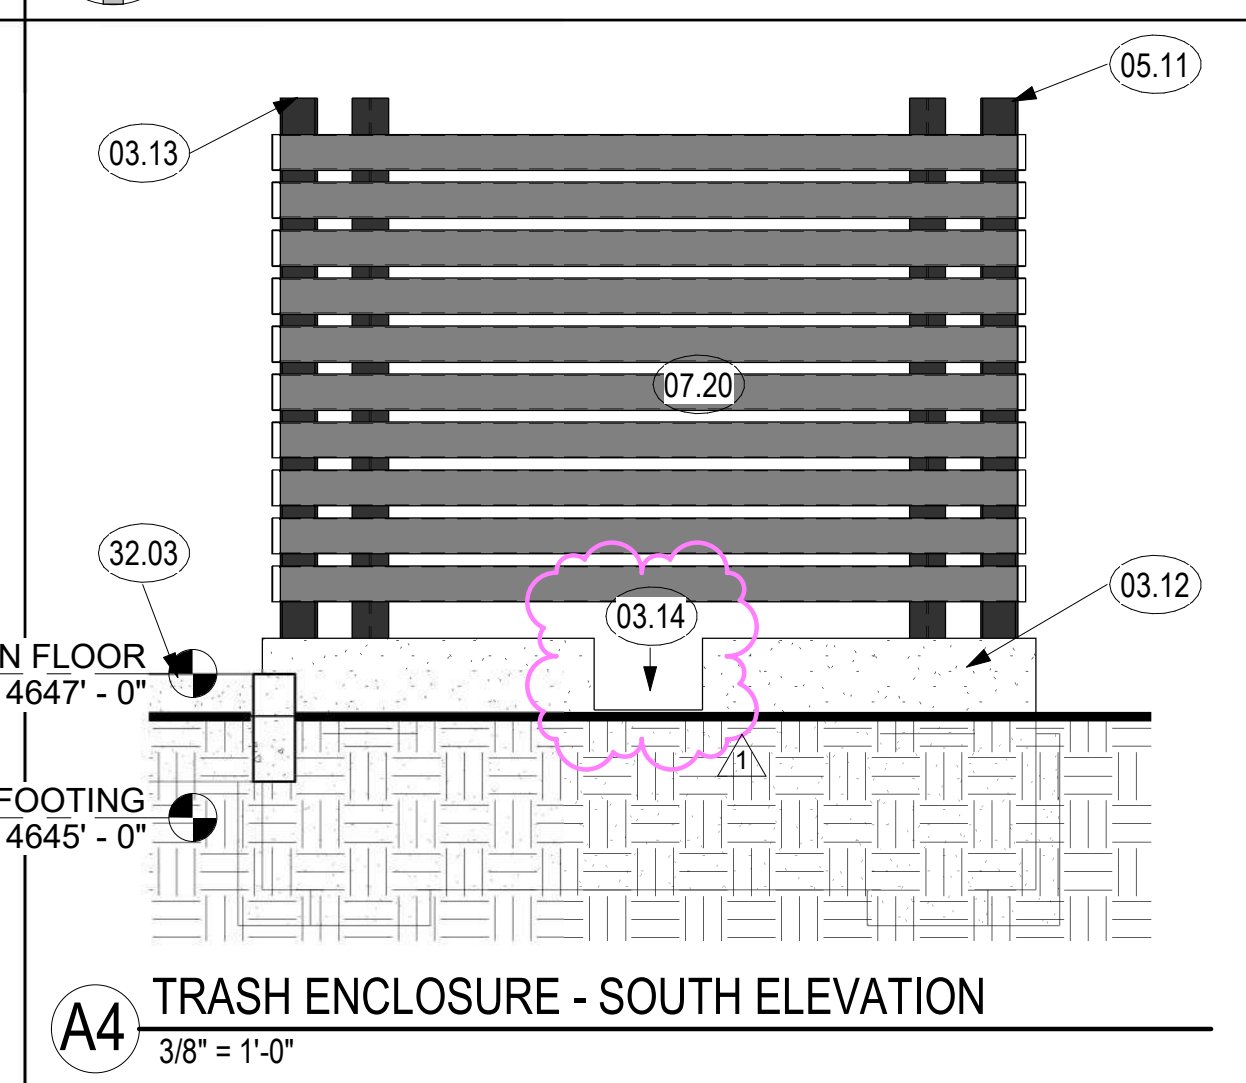 05.11
03.13
07.20
32.03
03.14
03.12
N FLOOR
4647' - 0"
1
FOOTING
4645' - 0"
A4
TRASH ENCLOSURE - SOUTH ELEVATION
3/8" = 1'-0"